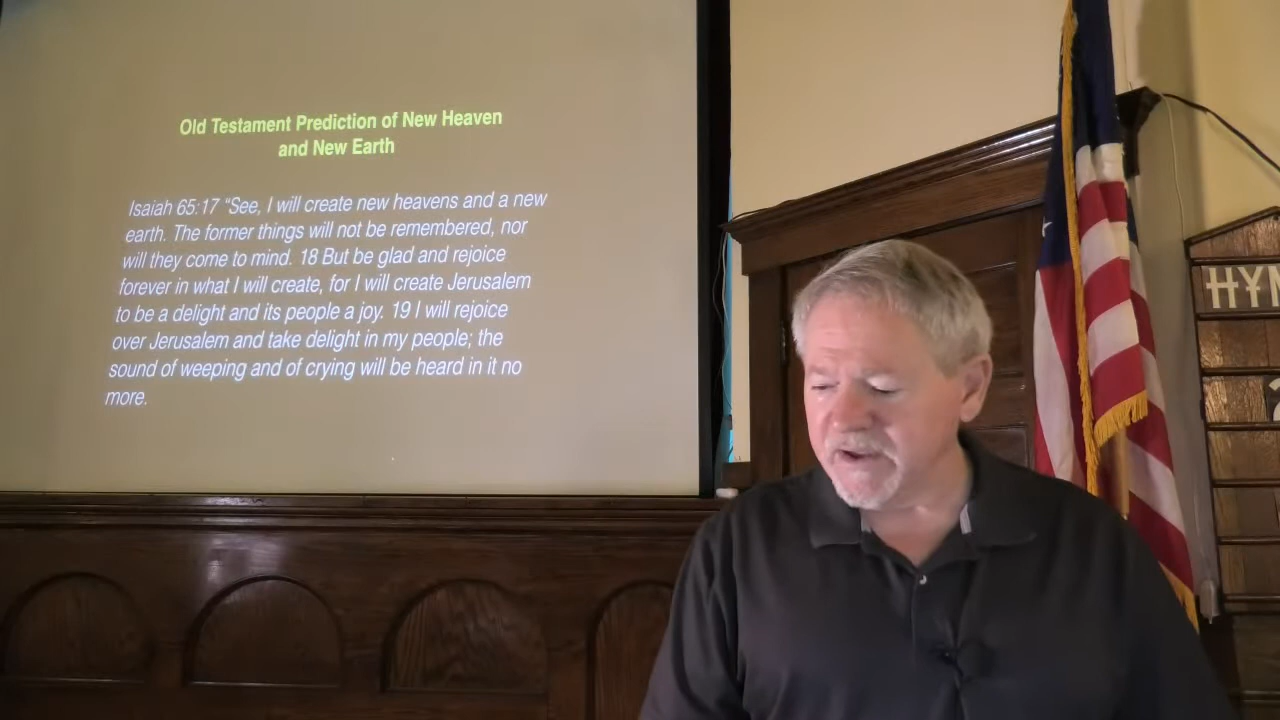 Old Testament Prediction of New Heaven
and New Earth
Isaiah 65:17 “See, I will create new heavens and a new
earth. The former things will not be remembered, nor
will they come to mind. 18 But be glad and rejoice
forever in what I will create, for I will create Jerusalem
to be a delight and its people a joy. 19 I will rejoice
over Jerusalem and take delight in my people; the
sound of weeping and of crying will be heard in it no
more.